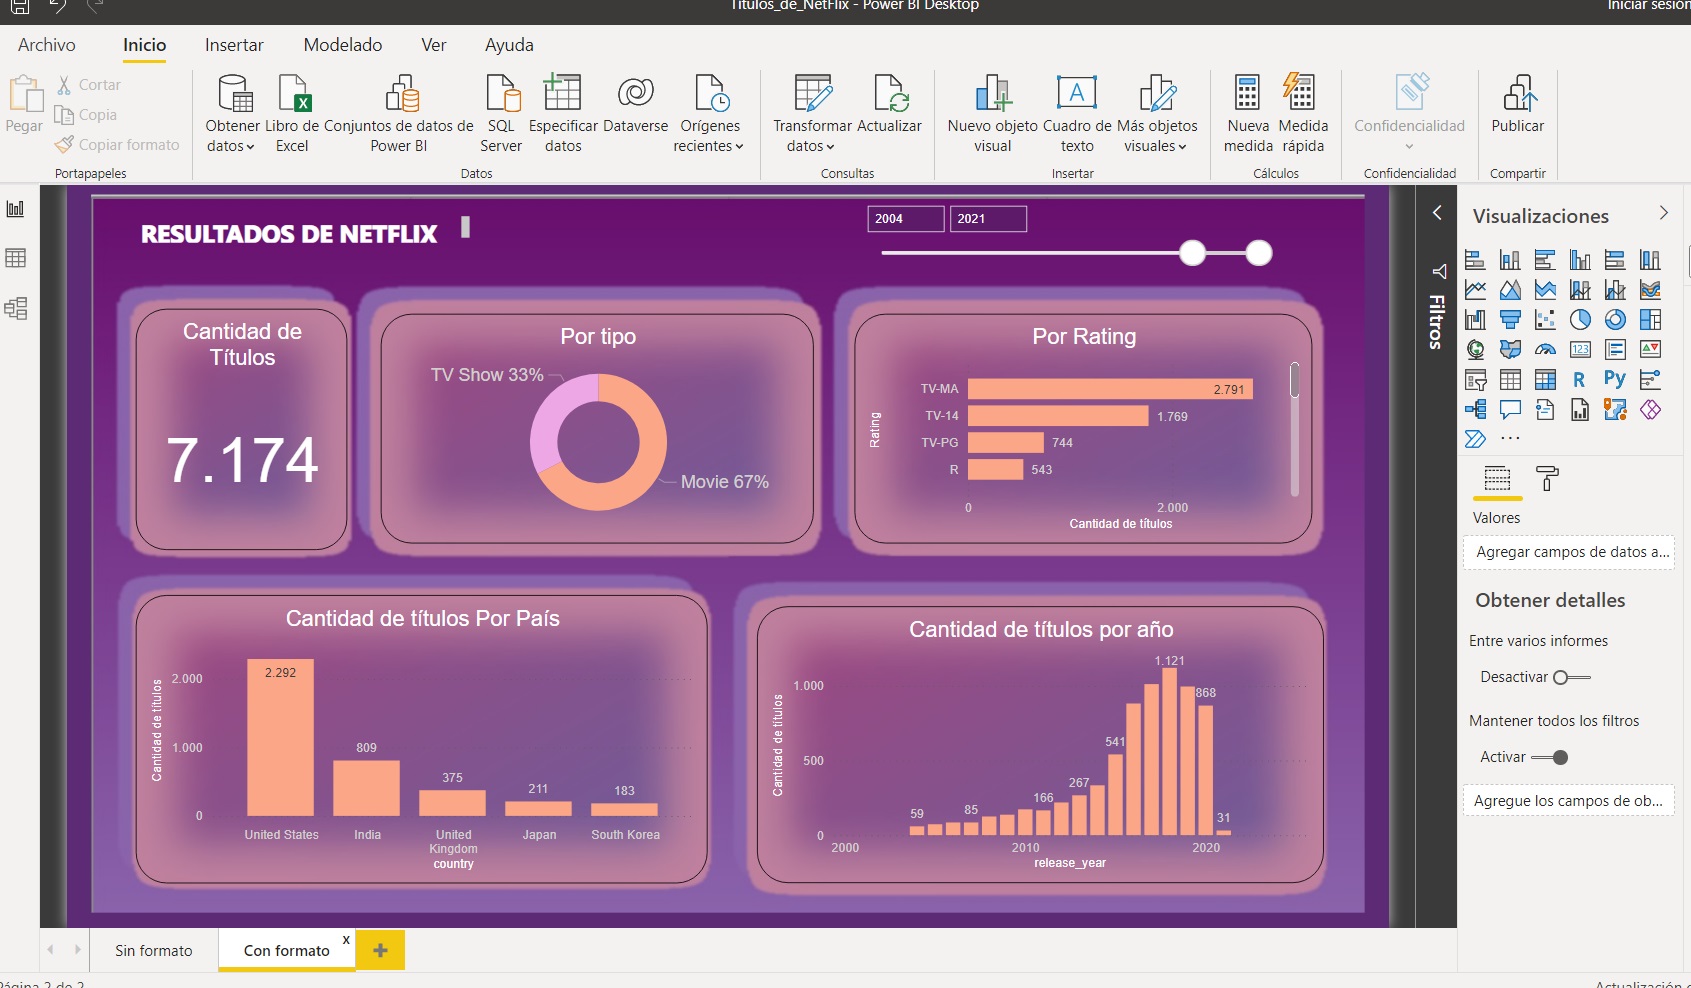 Titulos_de_NetFlix - Power BI Desktop
Iniciar sesión
Archivo Inicio Insertar Modelado Ver Ayuda
Pegar
Cortar
Copia
Copiar formato
Portapapeles
Obtener datos
Libro de Excel
Conjuntos de datos de Power BI
SQL Server
Especificar datos
Dataverse
Orígenes recientes
Datos
Transformar datos
Actualizar
Consultas
Nuevo objeto visual
Cuadro de texto
Más objetos visuales
Insertar
Nueva medida
Medida rápida
Cálculos
Confidencialidad
Confidencialidad
Publicar
Compartir
RESULTADOS DE NETFLIX
2004 2021
Cantidad de
Títulos
7.174
Por tipo
TV Show 33%
Movie 67%
Por Rating
Rating
TV-MA 2.791
TV-14 1.769
TV-PG 744
R 543
0 2.000
Cantidad de títulos
Cantidad de títulos Por País
Cantidad de títulos
2.000
1.000
0
2.292
809
375
211
183
United States India United Kingdom Japan South Korea
country
Cantidad de títulos por año
Cantidad de títulos
1.000
500
0
59
85
166
267
541
1.121
868
31
2000 2010 2020
release_year
Filtros
Visualizaciones
123
R Py
...
Valores
Agregar campos de datos a...
Obtener detalles
Entre varios informes
Desactivar
Mantener todos los filtros
Activar
Agregue los campos de ob...
Sin formato
Con formato x
+
Página 2 de 2
Actualización